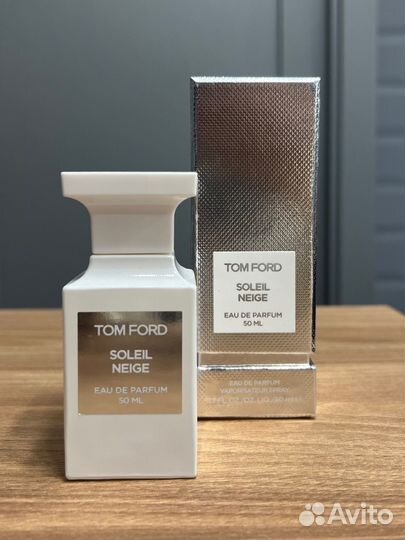 TOM FORD
SOLEIL
NEIGE
EAU DE PARFUM
50 ML
TOM FORD
SOLEIL
NEIGE
EAU DE PARFUM
50 ML
EAU DE PARFUM
VAPORISATEUR SPRAY
Avito